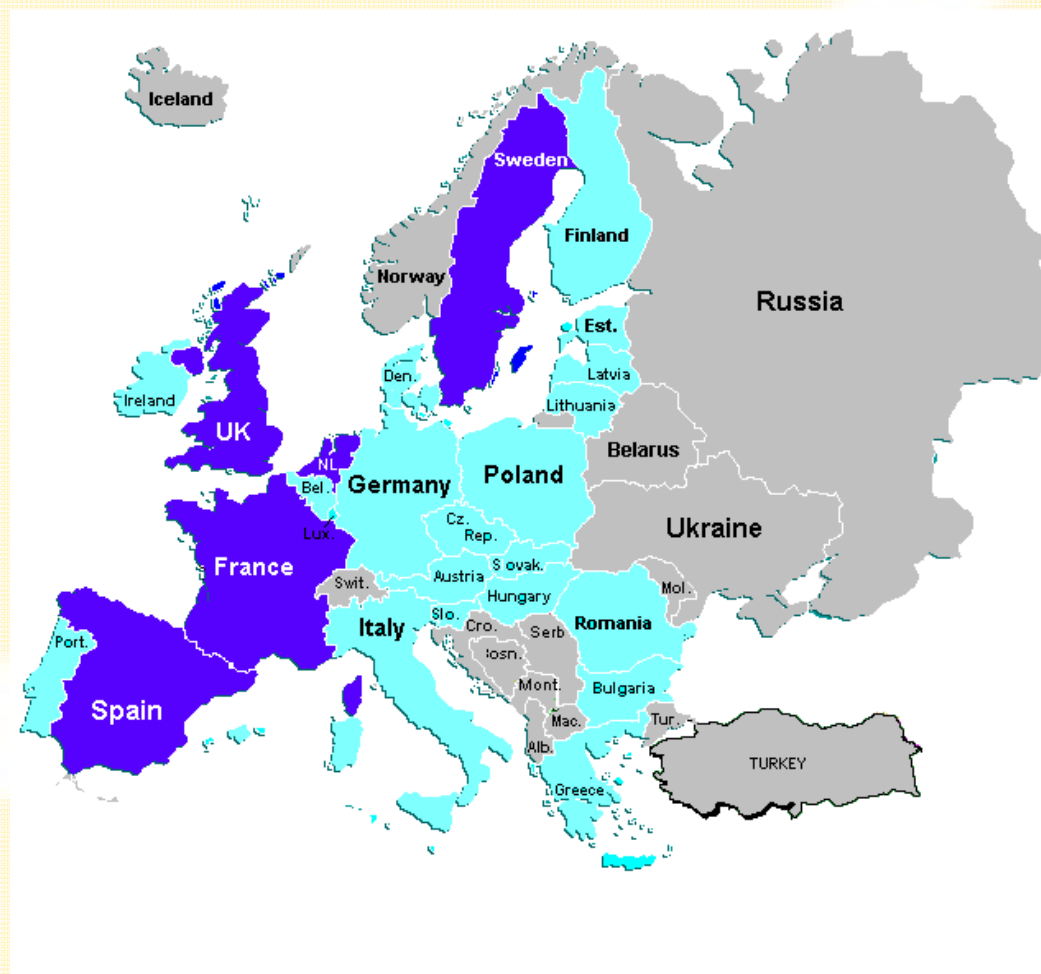 Iceland
Sweden
Finland
Norway
Russia
Est.
Den.
Latvia
Ireland
Lithuania
UK
Belarus
NL
Poland
Bel.
Germany
Cz.
Rep.
Ukraine
Lux.
France
Slovak.
Swit.
Austria
Mol.
Hungary
Slo.
Italy
Cro.
Serb
Romania
Port.
Mont.
Bulgaria
Spain
Mac.
Tur.
Alb.
TURKEY
Greece